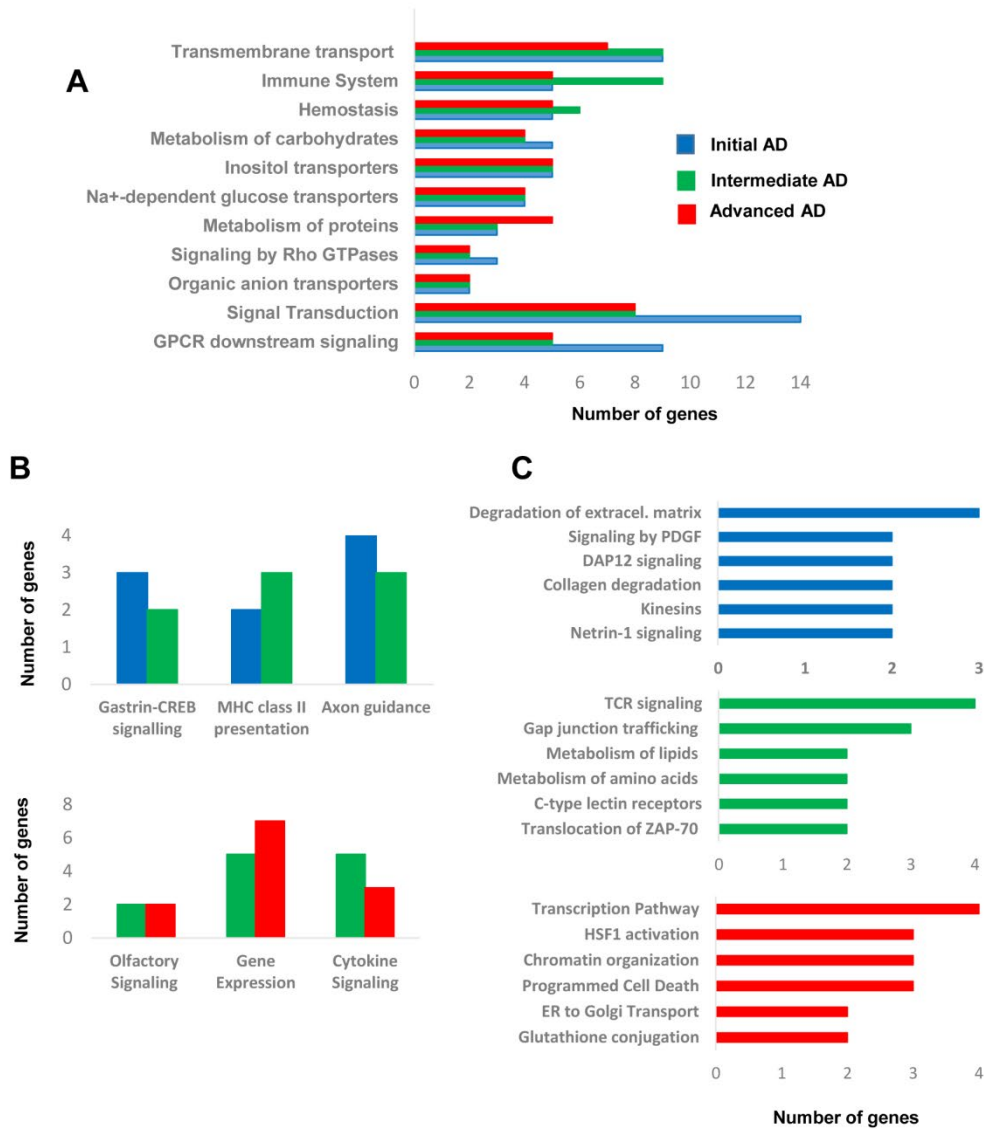 A
Transmembrane transport
Immune System
Hemostasis
Metabolism of carbohydrates
Inositol transporters
Na+-dependent glucose transporters
Metabolism of proteins
Signaling by Rho GTPases
Organic anion transporters
Signal Transduction
GPCR downstream signaling
0 2 4 6 8 10 12 14
Number of genes
Initial AD
Intermediate AD
Advanced AD
B
Number of genes
4
3
2
1
0
Gastrin-CREB signalling
MHC class II presentation
Axon guidance
Number of genes
8
6
4
2
0
Olfactory Signaling
Gene Expression
Cytokine Signaling
C
Degradation of extracel. matrix
Signaling by PDGF
DAP12 signaling
Collagen degradation
Kinesins
Netrin-1 signaling
0 1 2 3
TCR signaling
Gap junction trafficking
Metabolism of lipids
Metabolism of amino acids
C-type lectin receptors
Translocation of ZAP-70
0 1 2 3 4
Transcription Pathway
HSF1 activation
Chromatin organization
Programmed Cell Death
ER to Golgi Transport
Glutathione conjugation
0 1 2 3 4
Number of genes